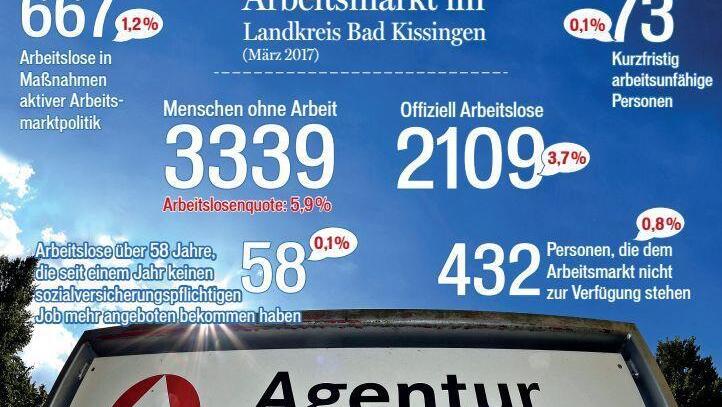 Arbeitsmarkt im
Landkreis Bad Kissingen
(März 2017)
667
1,2%
Arbeitslose in
Maßnahmen
aktiver Arbeits-
marktpolitik
0,1%
73
Kurzfristig
arbeitsunfähige
Personen
Menschen ohne Arbeit
3339
Arbeitslosenquote: 5,9%
Offiziell Arbeitslose
2109
3,7%
Arbeitslose über 58 Jahre,
die seit einem Jahr keinen
sozialversicherungspflichtigen
Job mehr angeboten bekommen haben
58
0,1%
432
0,8%
Personen, die dem
Arbeitsmarkt nicht
zur Verfügung stehen
Agentur